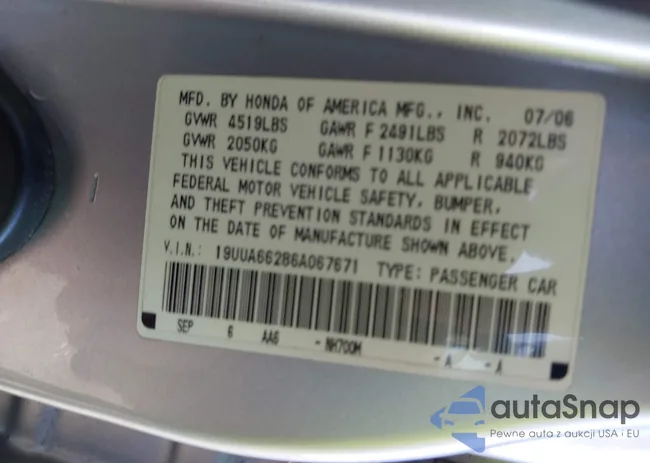 MFD. BY HONDA OF AMERICA MFG., INC. 07/06
GVWR 4519LBS GAWR F 2491LBS R 2072LBS
GVWR 2050KG GAWR F 1130KG R 940KG
THIS VEHICLE CONFORMS TO ALL APPLICABLE
FEDERAL MOTOR VEHICLE SAFETY, BUMPER,
AND THEFT PREVENTION STANDARDS IN EFFECT
ON THE DATE OF MANUFACTURE SHOWN ABOVE.
V.I.N.: 19UUA66286A067671 TYPE: PASSENGER CAR
SEP 6 AA6 - NH700M - A - A
autaSnap
Pewne auta z aukcji USA i EU